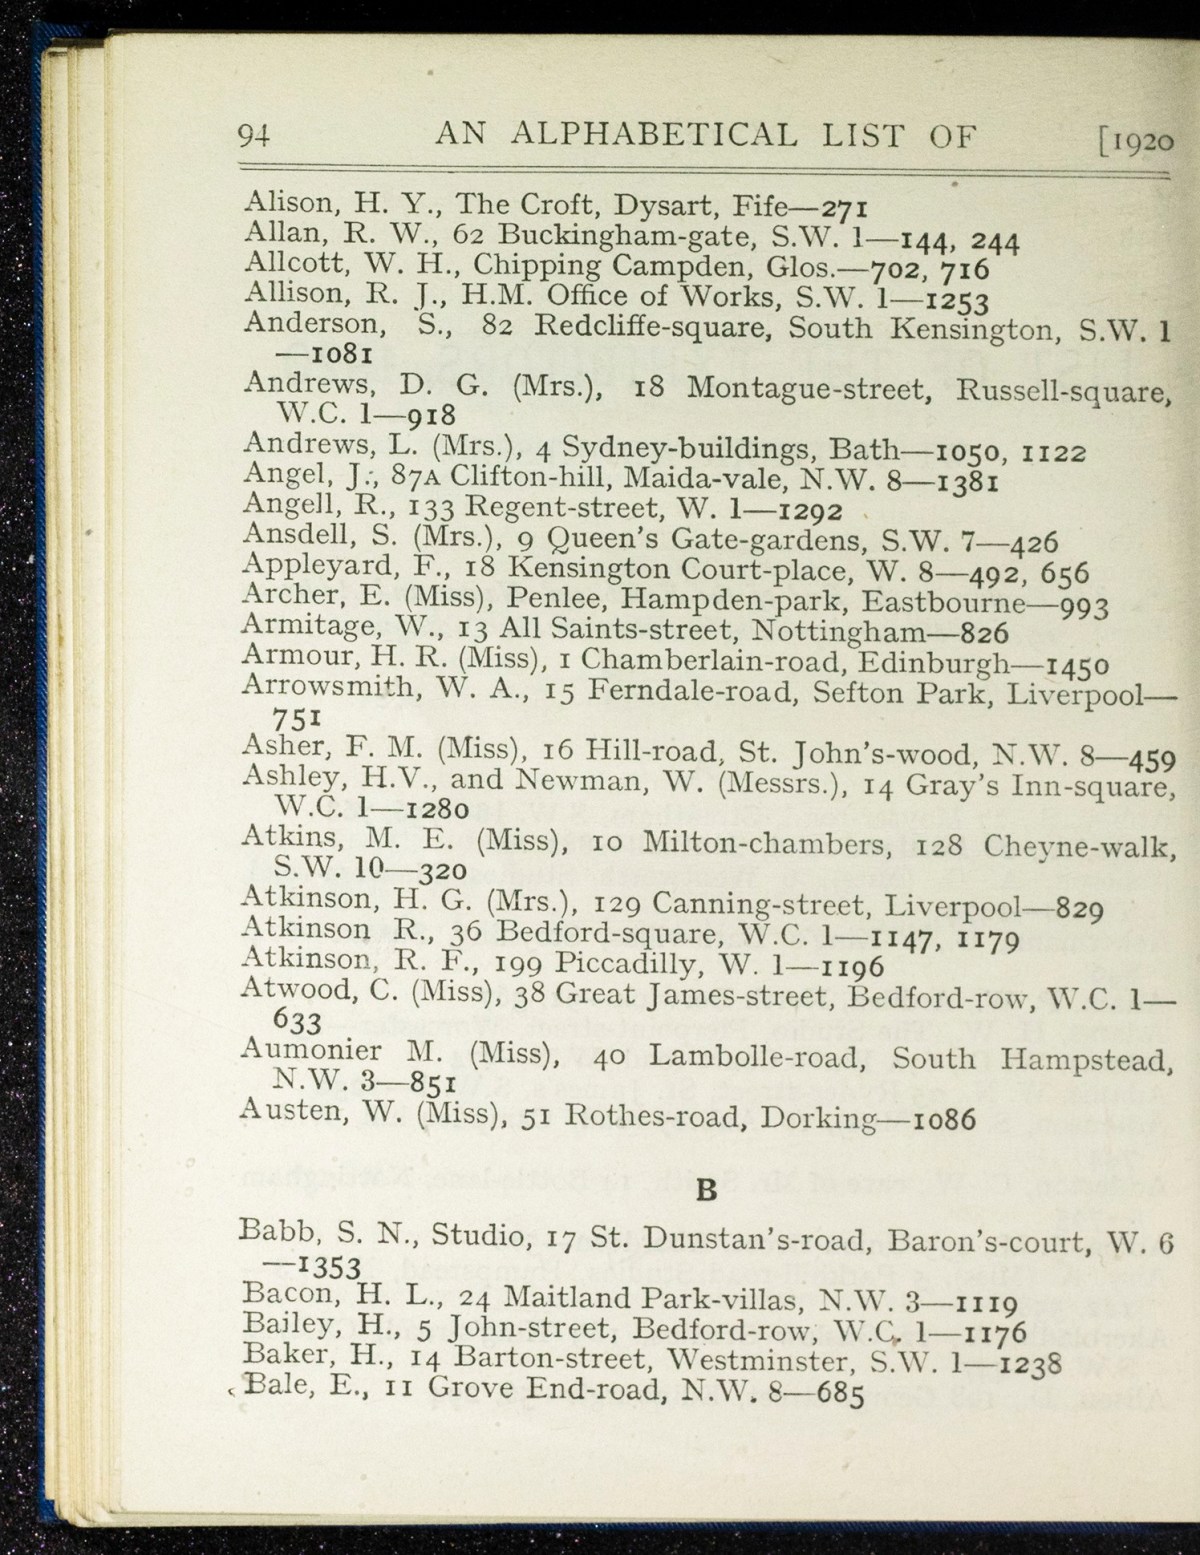 94 AN ALPHABETICAL LIST OF [1920
Alison, H. Y., The Croft, Dysart, Fife—271
Allan, R. W., 62 Buckingham-gate, S.W. 1—144, 244
Allcott, W. H., Chipping Campden, Glos.—702, 716
Allison, R. J., H.M. Office of Works, S.W. 1—1253
Anderson, S., 82 Redcliffe-square, South Kensington, S.W. 1
—1081
Andrews, D. G. (Mrs.), 18 Montague-street, Russell-square,
W.C. 1—918
Andrews, L. (Mrs.), 4 Sydney-buildings, Bath—1050, 1122
Angel, J., 87A Clifton-hill, Maida-vale, N.W. 8—1381
Angell, R., 133 Regent-street, W. 1—1292
Ansdell, S. (Mrs.), 9 Queen's Gate-gardens, S.W. 7—426
Appleyard, F., 18 Kensington Court-place, W. 8—492, 656
Archer, E. (Miss), Penlee, Hampden-park, Eastbourne—993
Armitage, W., 13 All Saints-street, Nottingham—826
Armour, H. R. (Miss), 1 Chamberlain-road, Edinburgh—1450
Arrowsmith, W. A., 15 Ferndale-road, Sefton Park, Liverpool—
751
Asher, F. M. (Miss), 16 Hill-road, St. John's-wood, N.W. 8—459
Ashley, H.V., and Newman, W. (Messrs.), 14 Gray's Inn-square,
W.C. 1—1280
Atkins, M. E. (Miss), 10 Milton-chambers, 128 Cheyne-walk,
S.W. 10—320
Atkinson, H. G. (Mrs.), 129 Canning-street, Liverpool—829
Atkinson R., 36 Bedford-square, W.C. 1—1147, 1179
Atkinson, R. F., 199 Piccadilly, W. 1—1196
Atwood, C. (Miss), 38 Great James-street, Bedford-row, W.C. 1—
633
Aumonier M. (Miss), 40 Lambolle-road, South Hampstead,
N.W. 3—851
Austen, W. (Miss), 51 Rothes-road, Dorking—1086
B
Babb, S. N., Studio, 17 St. Dunstan's-road, Baron's-court, W. 6
—1353
Bacon, H. L., 24 Maitland Park-villas, N.W. 3—1119
Bailey, H., 5 John-street, Bedford-row, W.C. 1—1176
Baker, H., 14 Barton-street, Westminster, S.W. 1—1238
Bale, E., 11 Grove End-road, N.W. 8—685